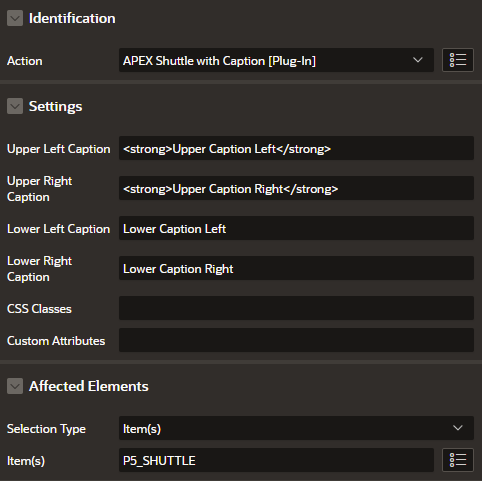 Identification
Action APEX Shuttle with Caption [Plug-In]
Settings
Upper Left Caption <strong>Upper Caption Left</strong>
Upper Right
Caption <strong>Upper Caption Right</strong>
Lower Left Caption Lower Caption Left
Lower Right
Caption Lower Caption Right
CSS Classes
Custom Attributes
Affected Elements
Selection Type Item(s)
Item(s) P5_SHUTTLE